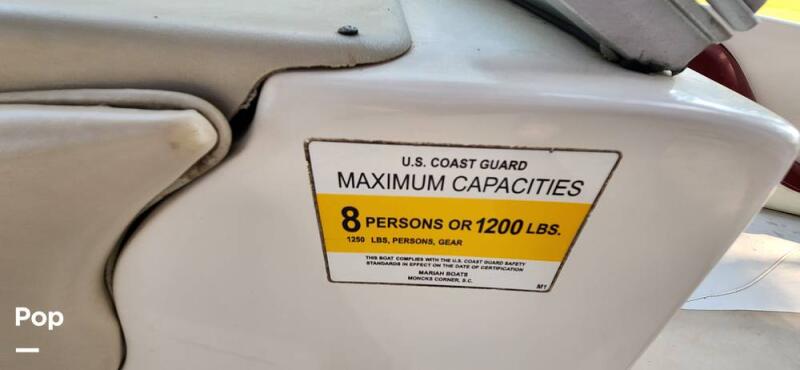 U.S. COAST GUARD
MAXIMUM CAPACITIES
8 PERSONS OR 1200 LBS.
1250 LBS, PERSONS, GEAR
THIS BOAT COMPLIES WITH THE U.S. COAST GUARD SAFETY
STANDARDS IN EFFECT ON THE DATE OF CERTIFICATION
MARIAH BOATS
MONCKS CORNER, S.C.
M1
Pop